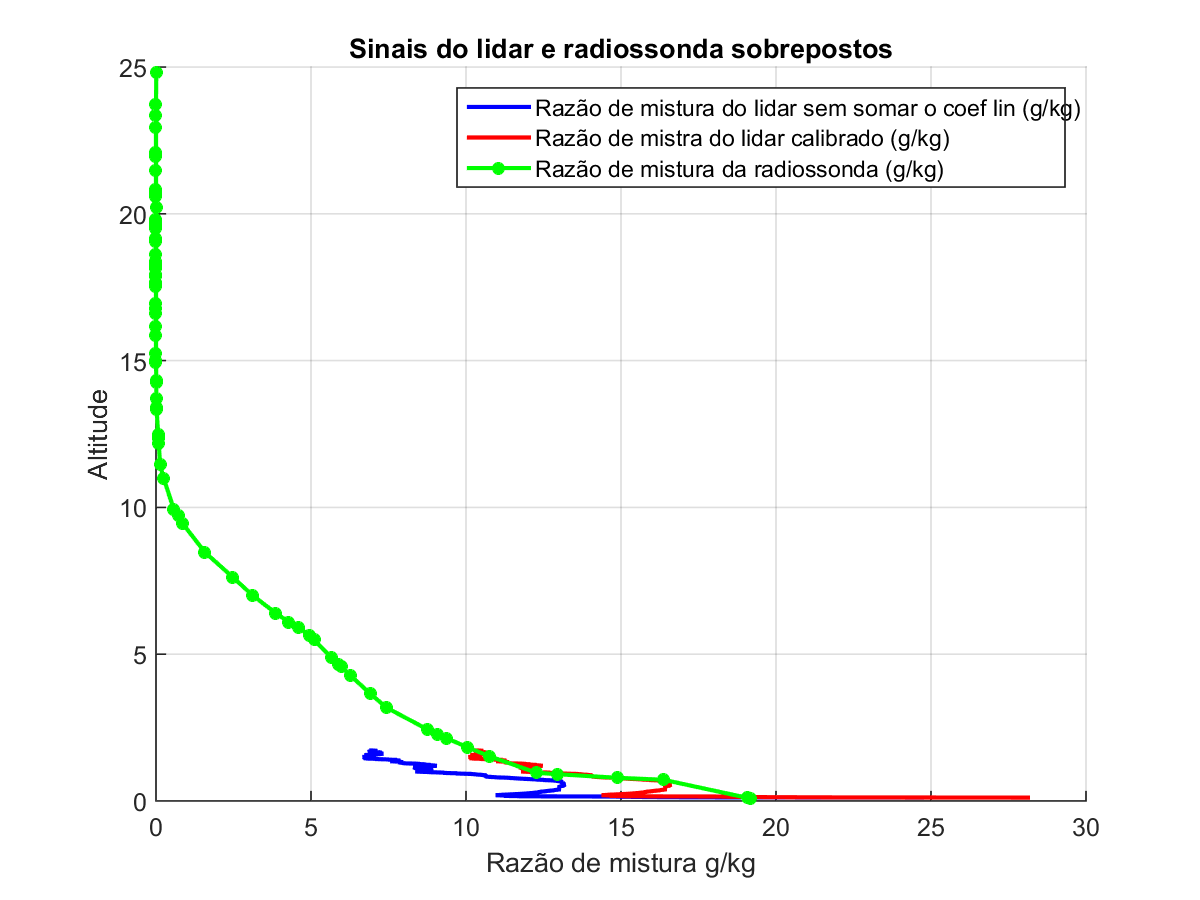 Sinais do lidar e radiossonda sobrepostos
25
Razão de mistura do lidar sem somar o coef lin (g/kg)
Razão de mistra do lidar calibrado (g/kg)
Razão de mistura da radiossonda (g/kg)
20
15
Altitude
10
5
0
0 5 10 15 20 25 30
Razão de mistura g/kg